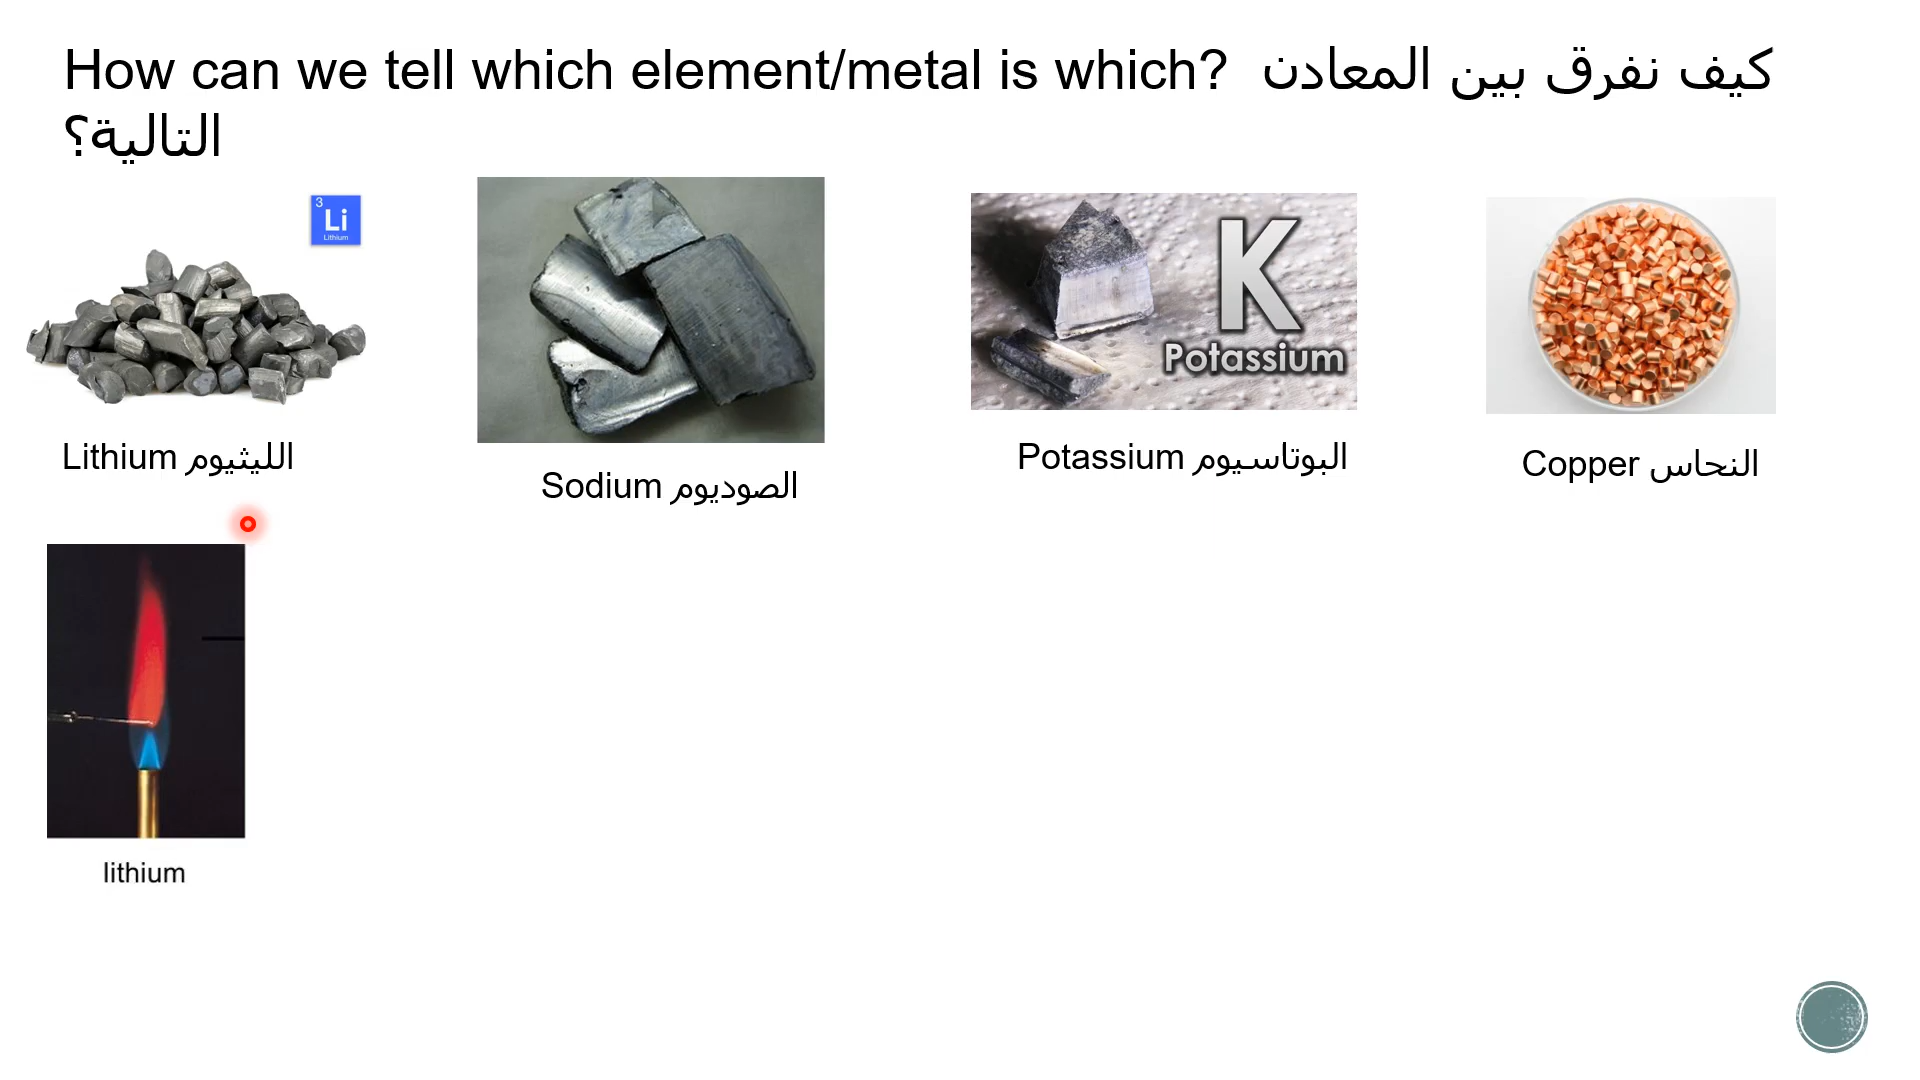 How can we tell which element/metal is which? كيف نفرق بين المعادن
التالية؟
3
Li
Lithium
K
Potassium
Lithium الليثيوم
Sodium الصوديوم
Potassium البوتاسيوم
Copper النحاس
lithium